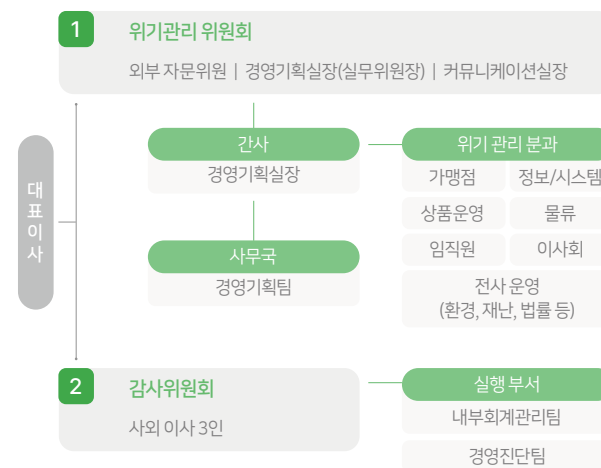 1
위기관리 위원회
외부 자문위원 | 경영기획실장(실무위원장) | 커뮤니케이션실장
대표이사
간사
경영기획실장
사무국
경영기획팀
위기 관리 분과
가맹점 정보/시스템
상품운영 물류
임직원 이사회
전사 운영
(환경, 재난, 법률 등)
2
감사위원회
사외 이사 3인
실행 부서
내부회계관리팀
경영진단팀